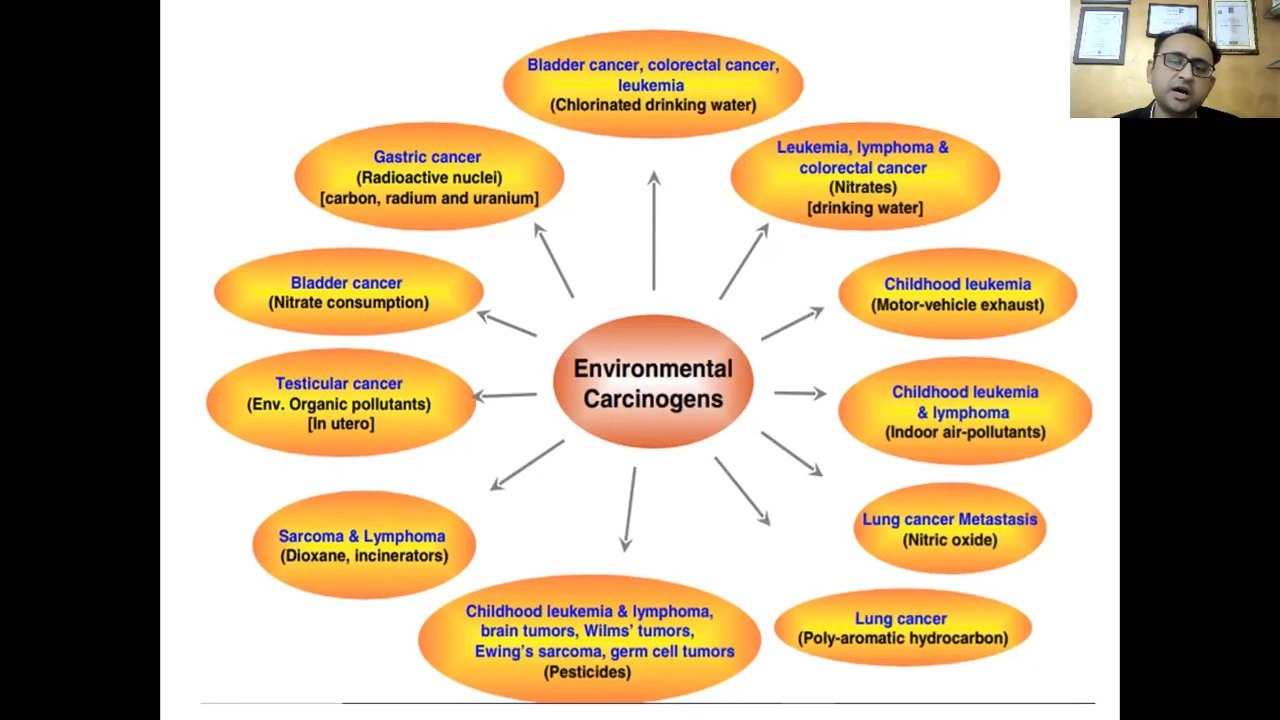 Bladder cancer, colorectal cancer,
leukemia
(Chlorinated drinking water)
Gastric cancer
(Radioactive nuclei)
[carbon, radium and uranium]
Leukemia, lymphoma &
colorectal cancer
(Nitrates)
[drinking water]
Bladder cancer
(Nitrate consumption)
Childhood leukemia
(Motor-vehicle exhaust)
Environmental
Carcinogens
Testicular cancer
(Env. Organic pollutants)
[In utero]
Childhood leukemia
& lymphoma
(Indoor air-pollutants)
Sarcoma & Lymphoma
(Dioxane, incinerators)
Lung cancer Metastasis
(Nitric oxide)
Childhood leukemia & lymphoma,
brain tumors, Wilms’ tumors,
Ewing’s sarcoma, germ cell tumors
(Pesticides)
Lung cancer
(Poly-aromatic hydrocarbon)